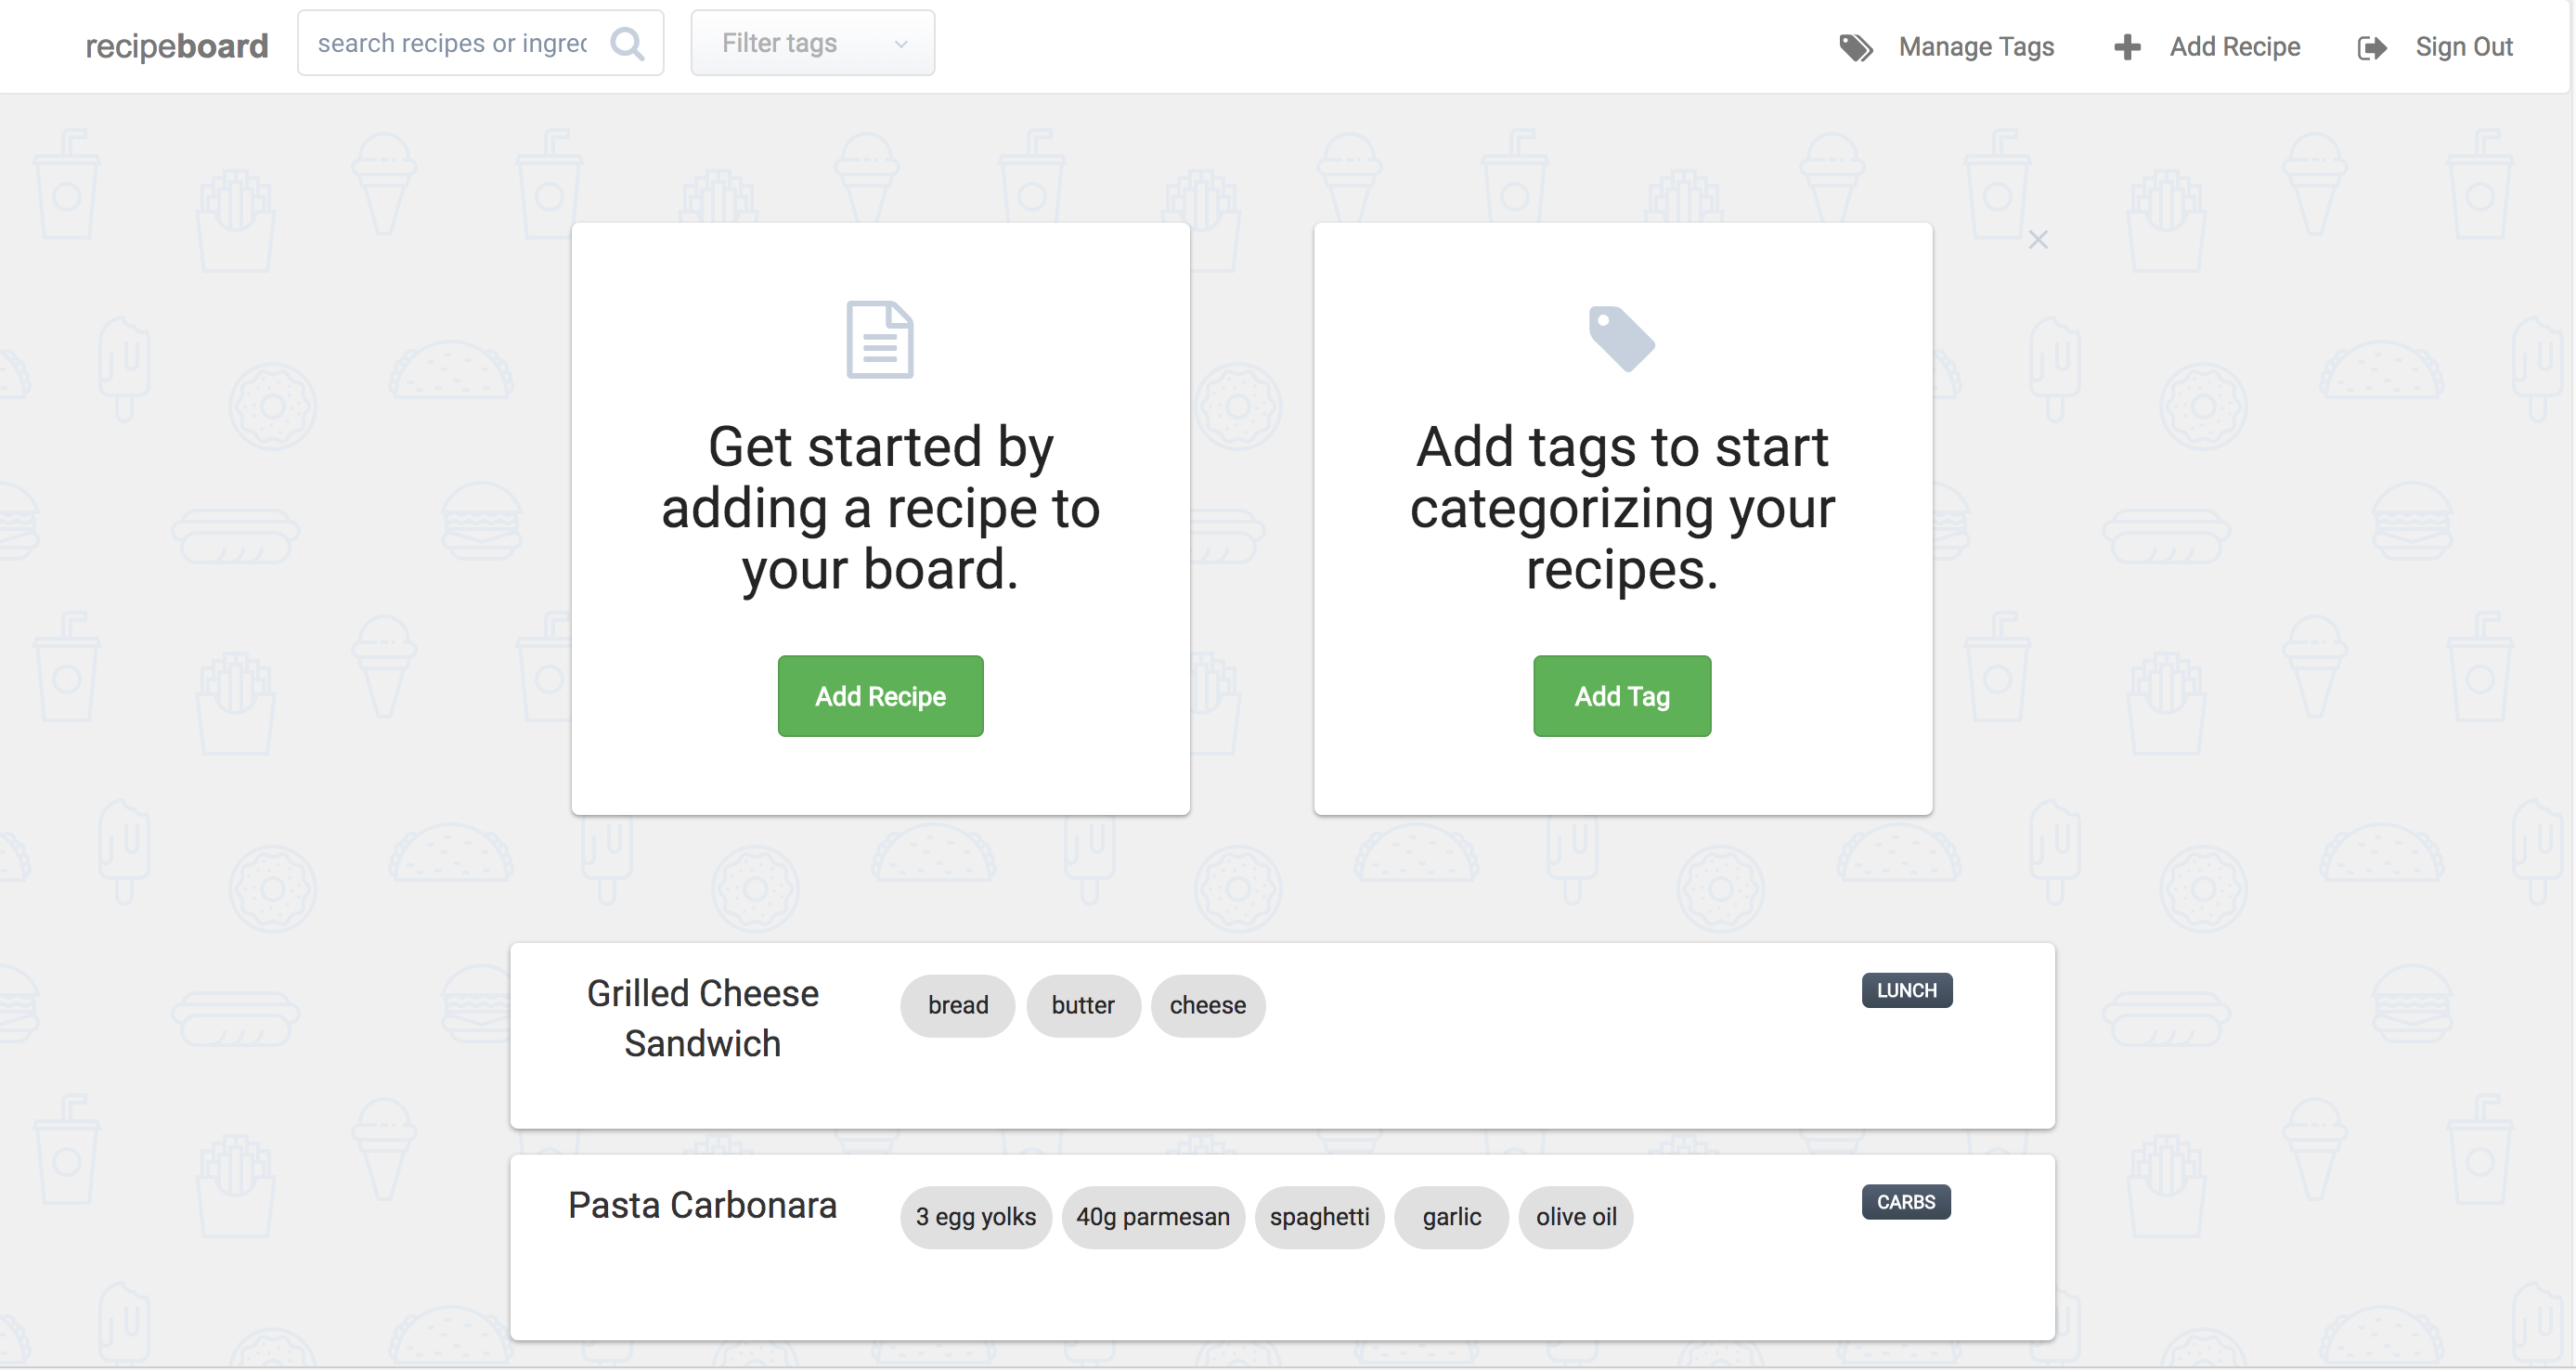 recipeboard
search recipes or ingrec
Filter tags
Manage Tags
Add Recipe
Sign Out
Get started by
adding a recipe to
your board.
Add Recipe
Add tags to start
categorizing your
recipes.
Add Tag
Grilled Cheese
Sandwich
bread butter cheese
LUNCH
Pasta Carbonara
3 egg yolks 40g parmesan spaghetti garlic olive oil
CARBS